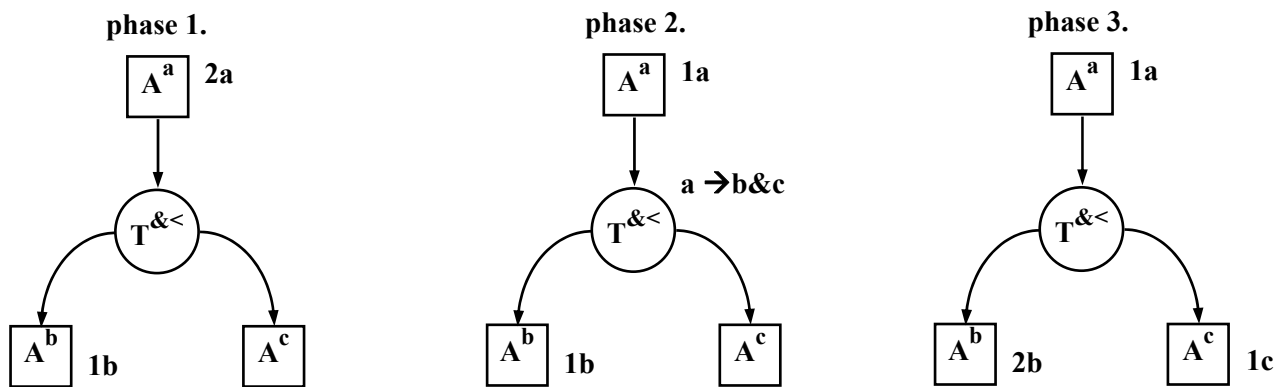 phase 1.
A^a 2a
T^&<
A^b 1b
A^c
phase 2.
A^a 1a
a →b&c
T^&<
A^b 1b
A^c
phase 3.
A^a 1a
T^&<
A^b 2b
A^c 1c